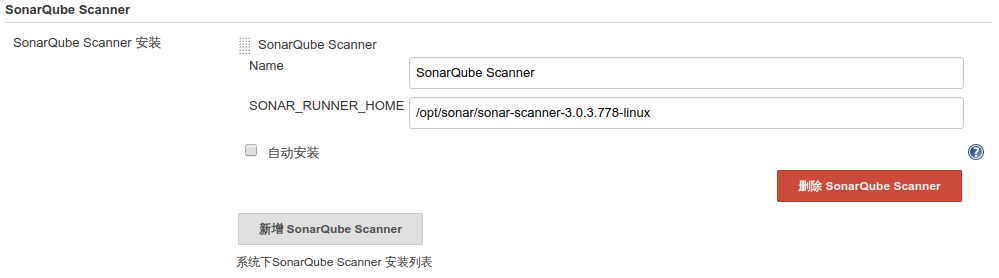 SonarQube Scanner
SonarQube Scanner 安装
SonarQube Scanner
Name
SonarQube Scanner
SONAR_RUNNER_HOME
/opt/sonar/sonar-scanner-3.0.3.778-linux
自动安装
?
删除 SonarQube Scanner
新增 SonarQube Scanner
系统下SonarQube Scanner 安装列表